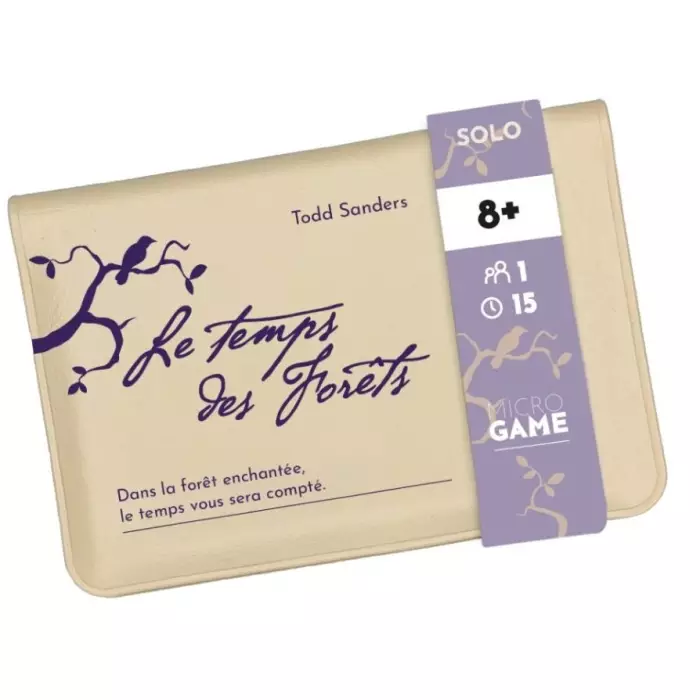 Todd Sanders
Le temps
des Forêts
Dans la forêt enchantée,
le temps vous sera compté.
SOLO
8+
1
15
MICRO
GAME